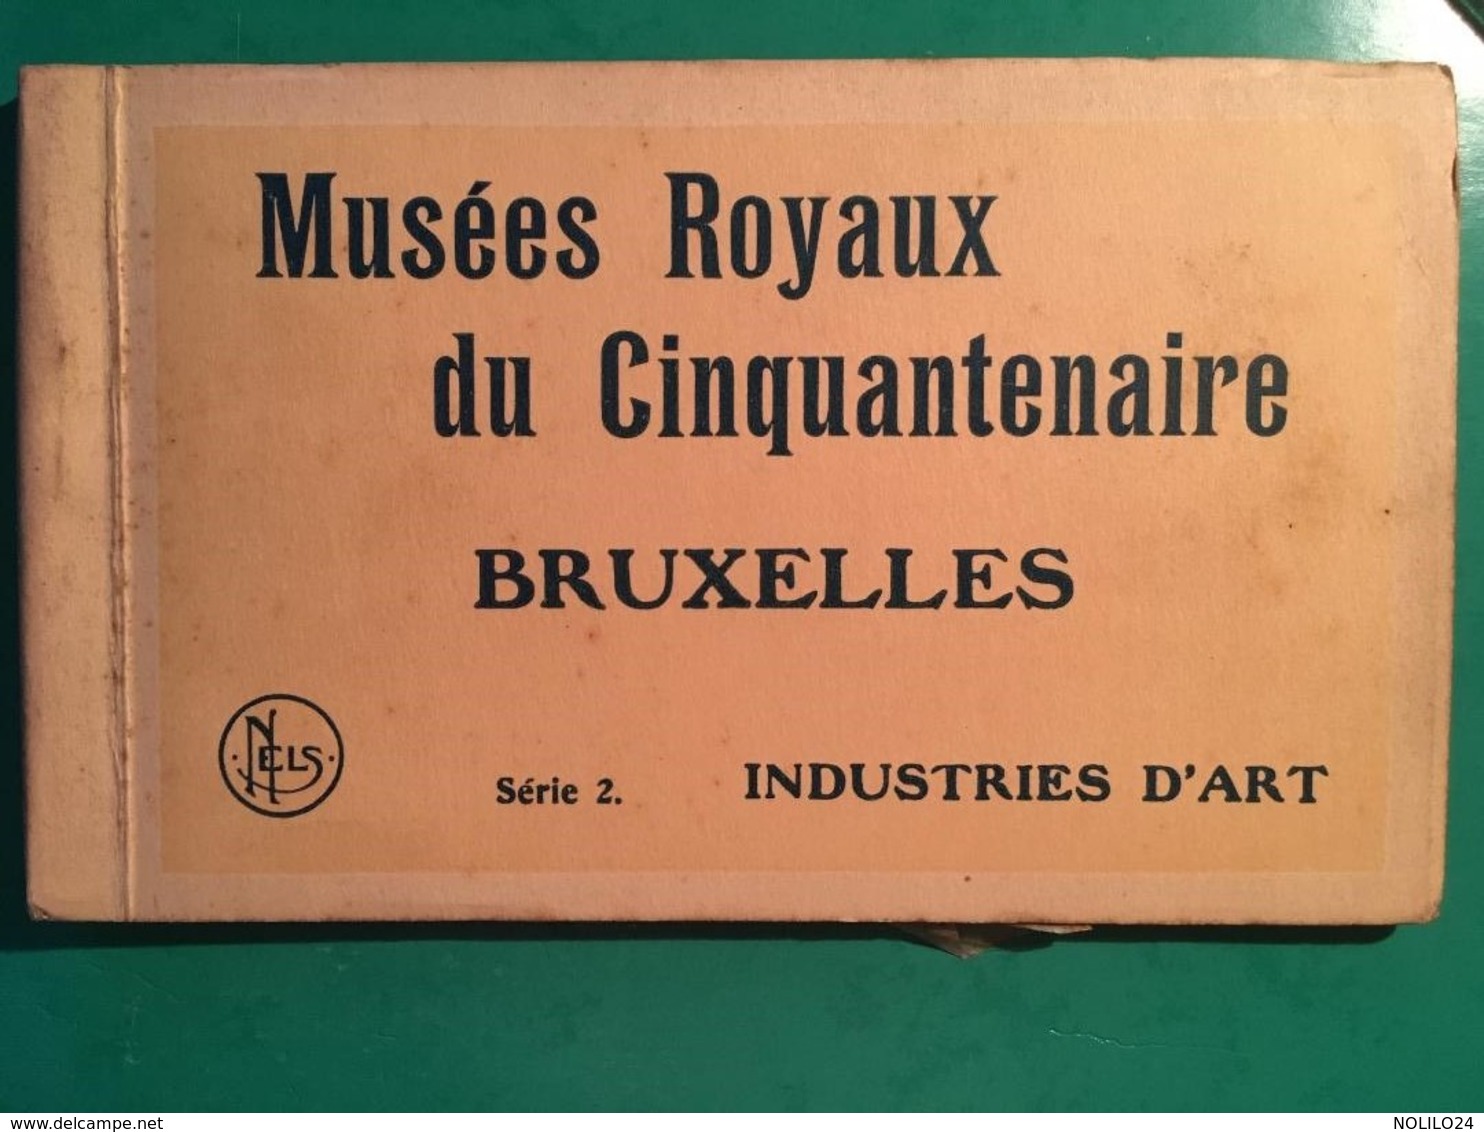 Musées Royaux
du Cinquantenaire
BRUXELLES
NELS
Série 2. INDUSTRIES D'ART
www.delcampe.net
NOLILO24